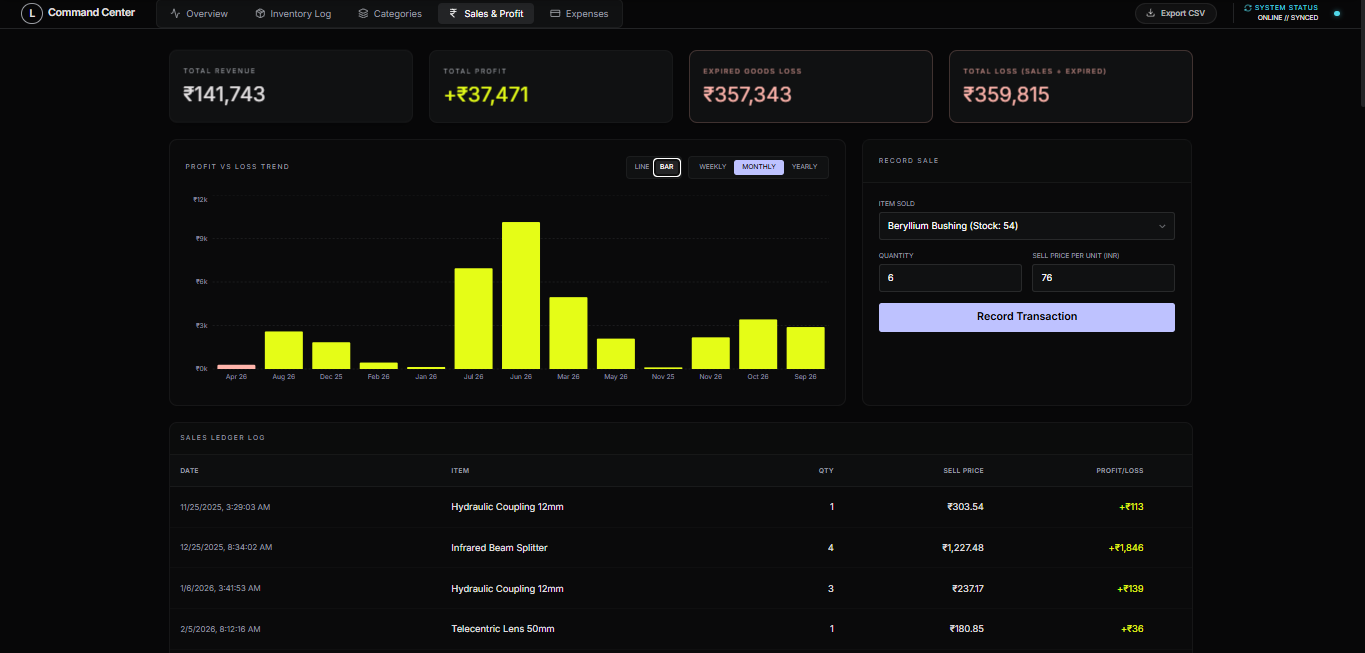 L Command Center Overview Inventory Log Categories ₹ Sales & Profit Expenses Export CSV SYSTEM STATUS
ONLINE // SYNCED
TOTAL REVENUE
₹141,743
TOTAL PROFIT
+₹37,471
EXPIRED GOODS LOSS
₹357,343
TOTAL LOSS (SALES + EXPIRED)
₹359,815
PROFIT VS LOSS TREND
LINE BAR WEEKLY MONTHLY YEARLY
₹12k
₹9k
₹6k
₹3k
₹0k
Apr 26 Aug 26 Dec 25 Feb 26 Jan 26 Jul 26 Jun 26 Mar 26 May 26 Nov 25 Nov 26 Oct 26 Sep 26
RECORD SALE
ITEM SOLD
Beryllium Bushing (Stock: 54)
QUANTITY SELL PRICE PER UNIT (INR)
6 76
Record Transaction
SALES LEDGER LOG
DATE ITEM QTY SELL PRICE PROFIT/LOSS
11/25/2025, 3:29:03 AM Hydraulic Coupling 12mm 1 ₹303.54 +₹113
12/25/2025, 8:34:02 AM Infrared Beam Splitter 4 ₹1,227.48 +₹1,846
1/6/2026, 3:41:53 AM Hydraulic Coupling 12mm 3 ₹237.17 +₹139
2/5/2026, 8:12:16 AM Telecentric Lens 50mm 1 ₹180.85 +₹36